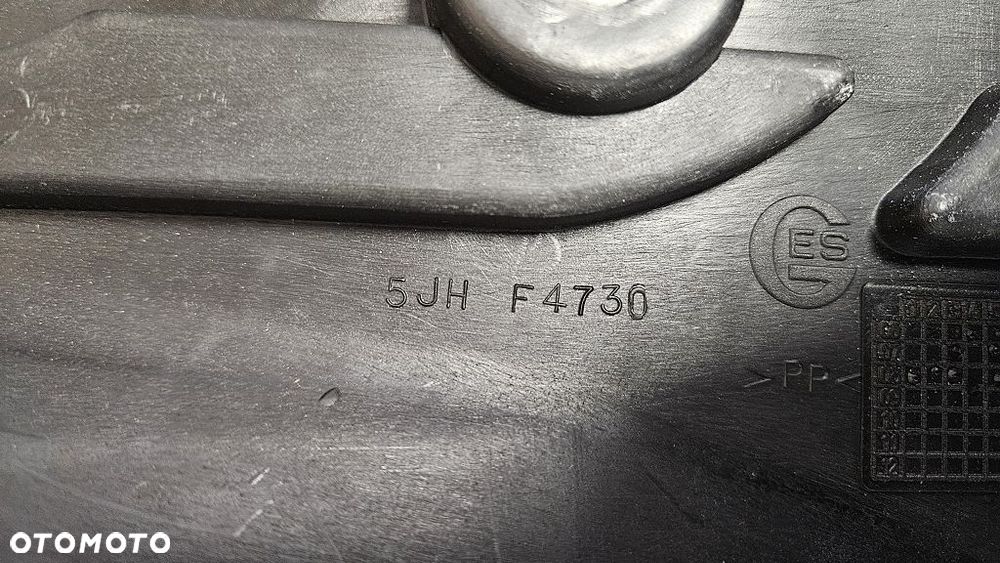 ES
5JH F4730
>PP<
OTOMOTO